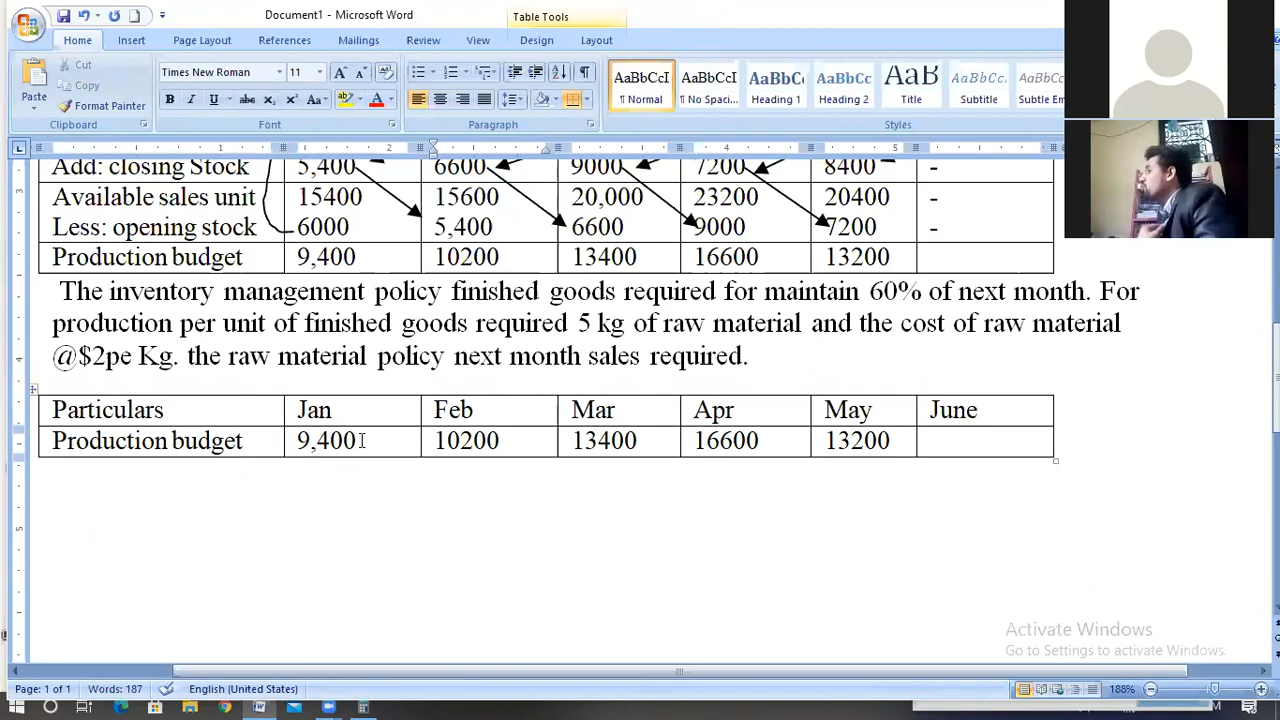 Document1 - Microsoft Word
Table Tools
Home Insert Page Layout References Mailings Review View Design Layout
Cut
Copy
Format Painter
Paste
Clipboard
Times New Roman 11
Font
Paragraph
AaBbCcI AaBbCcI AaBbC AaBbCc AaB AaBbCcI AaBbCcI
¶ Normal ¶ No Spaci... Heading 1 Heading 2 Title Subtitle Subtle Em
Styles
Add: closing Stock 5,400 6600 9000 7200 8400 -
Available sales unit 15400 15600 20,000 23200 20400 -
Less: opening stock 6000 5,400 6600 9000 7200 -
Production budget 9,400 10200 13400 16600 13200
The inventory management policy finished goods required for maintain 60% of next month. For
production per unit of finished goods required 5 kg of raw material and the cost of raw material
@$2pe Kg. the raw material policy next month sales required.
Particulars Jan Feb Mar Apr May June
Production budget 9,400 10200 13400 16600 13200
Activate Windows
Go to Settings to activate Windows.
Page: 1 of 1 Words: 187 English (United States) 188%